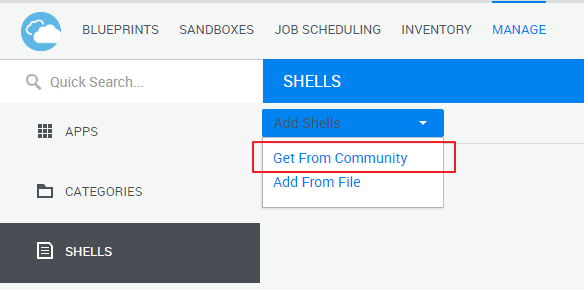 BLUEPRINTS SANDBOXES JOB SCHEDULING INVENTORY MANAGE
Quick Search...
SHELLS
Add Shells
APPS
Get From Community
Add From File
CATEGORIES
SHELLS